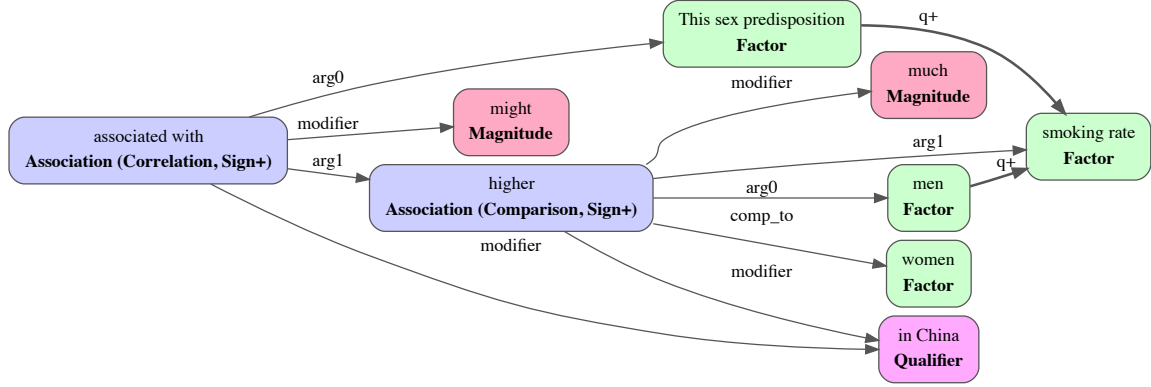 q+
This sex predisposition
Factor
arg0
modifier
much
Magnitude
might
Magnitude
modifier
associated with
Association (Correlation, Sign+)
arg1
smoking rate
Factor
arg1
q+
higher
Association (Comparison, Sign+)
arg0
men
Factor
comp_to
women
Factor
modifier
modifier
in China
Qualifier